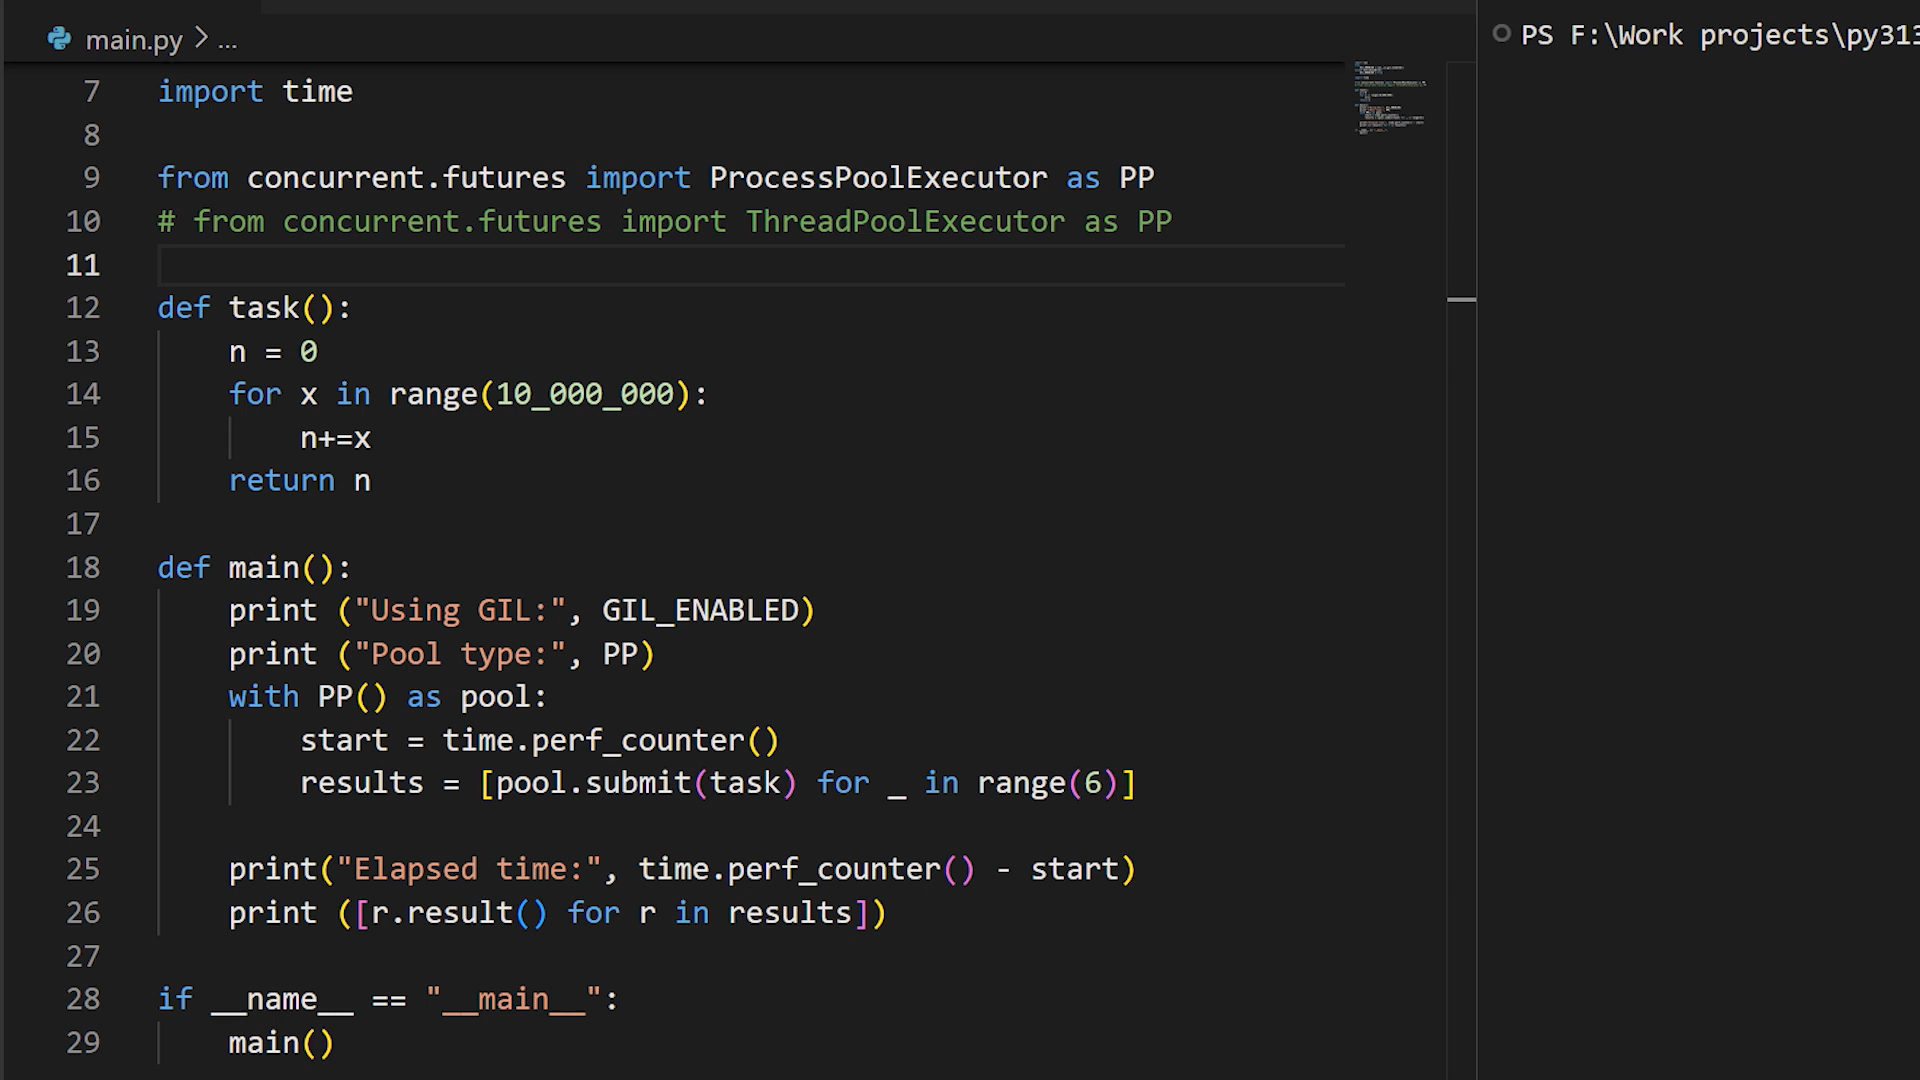 main.py > ...
7 import time
8
9 from concurrent.futures import ProcessPoolExecutor as PP
10 # from concurrent.futures import ThreadPoolExecutor as PP
11
12 def task():
13     n = 0
14     for x in range(10_000_000):
15         n+=x
16     return n
17
18 def main():
19     print ("Using GIL:", GIL_ENABLED)
20     print ("Pool type:", PP)
21     with PP() as pool:
22         start = time.perf_counter()
23         results = [pool.submit(task) for _ in range(6)]
24
25     print("Elapsed time:", time.perf_counter() - start)
26     print ([r.result() for r in results])
27
28 if __name__ == "__main__":
29     main()
PS F:\Work projects\py313